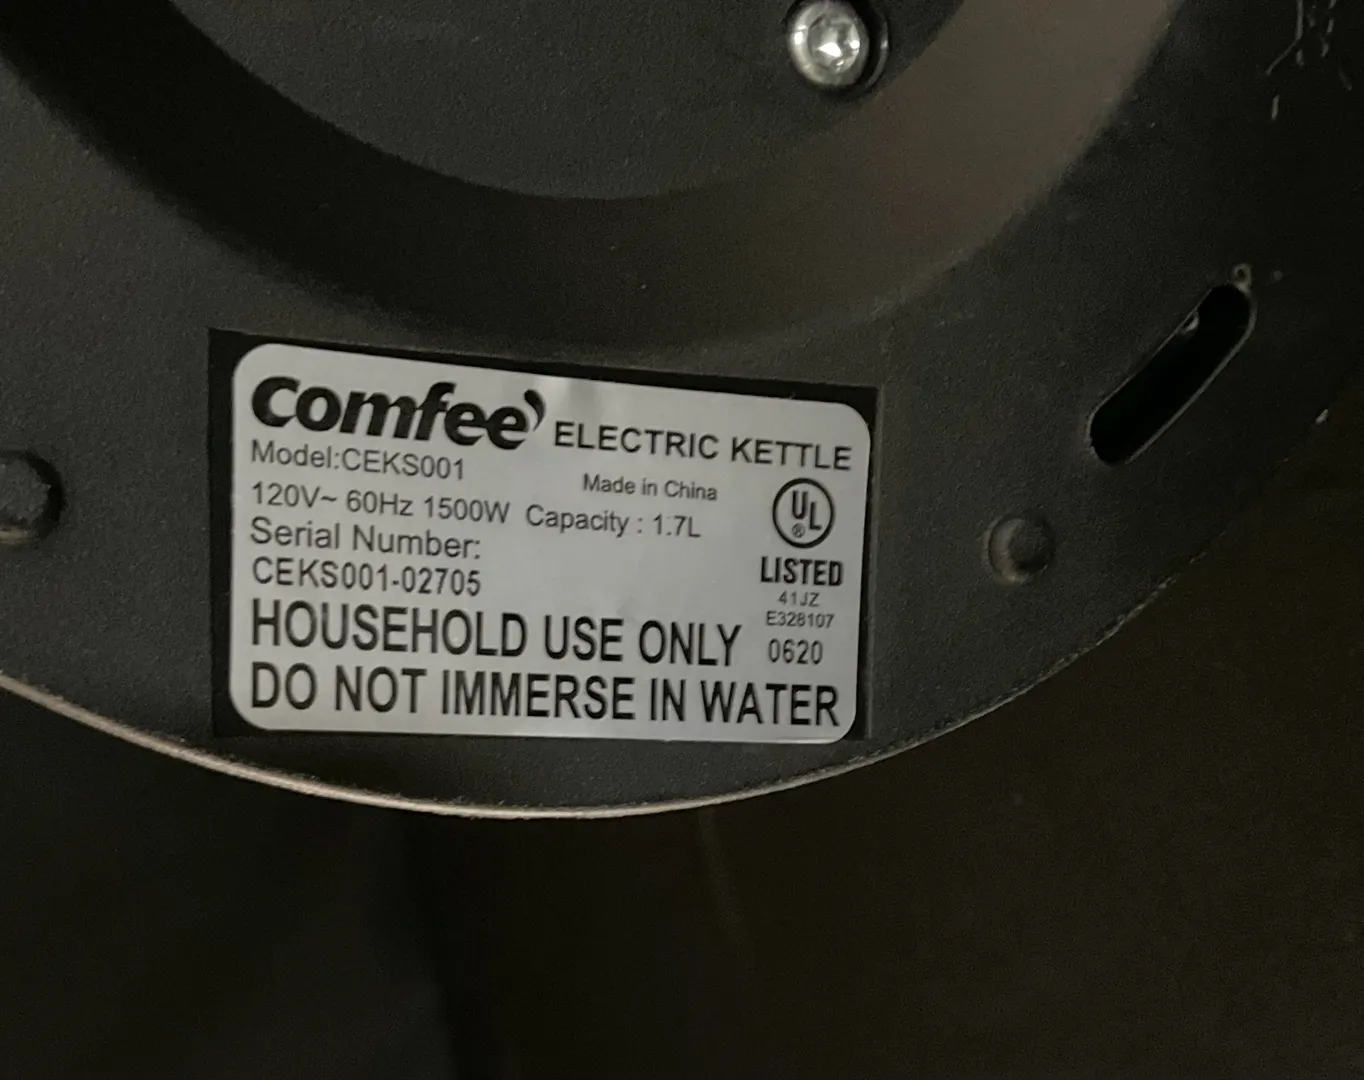 comfee' ELECTRIC KETTLE
Model:CEKS001
Made in China
120V~ 60Hz 1500W Capacity : 1.7L
Serial Number:
CEKS001-02705
UL
®
LISTED
41JZ
E328107
0620
HOUSEHOLD USE ONLY
DO NOT IMMERSE IN WATER